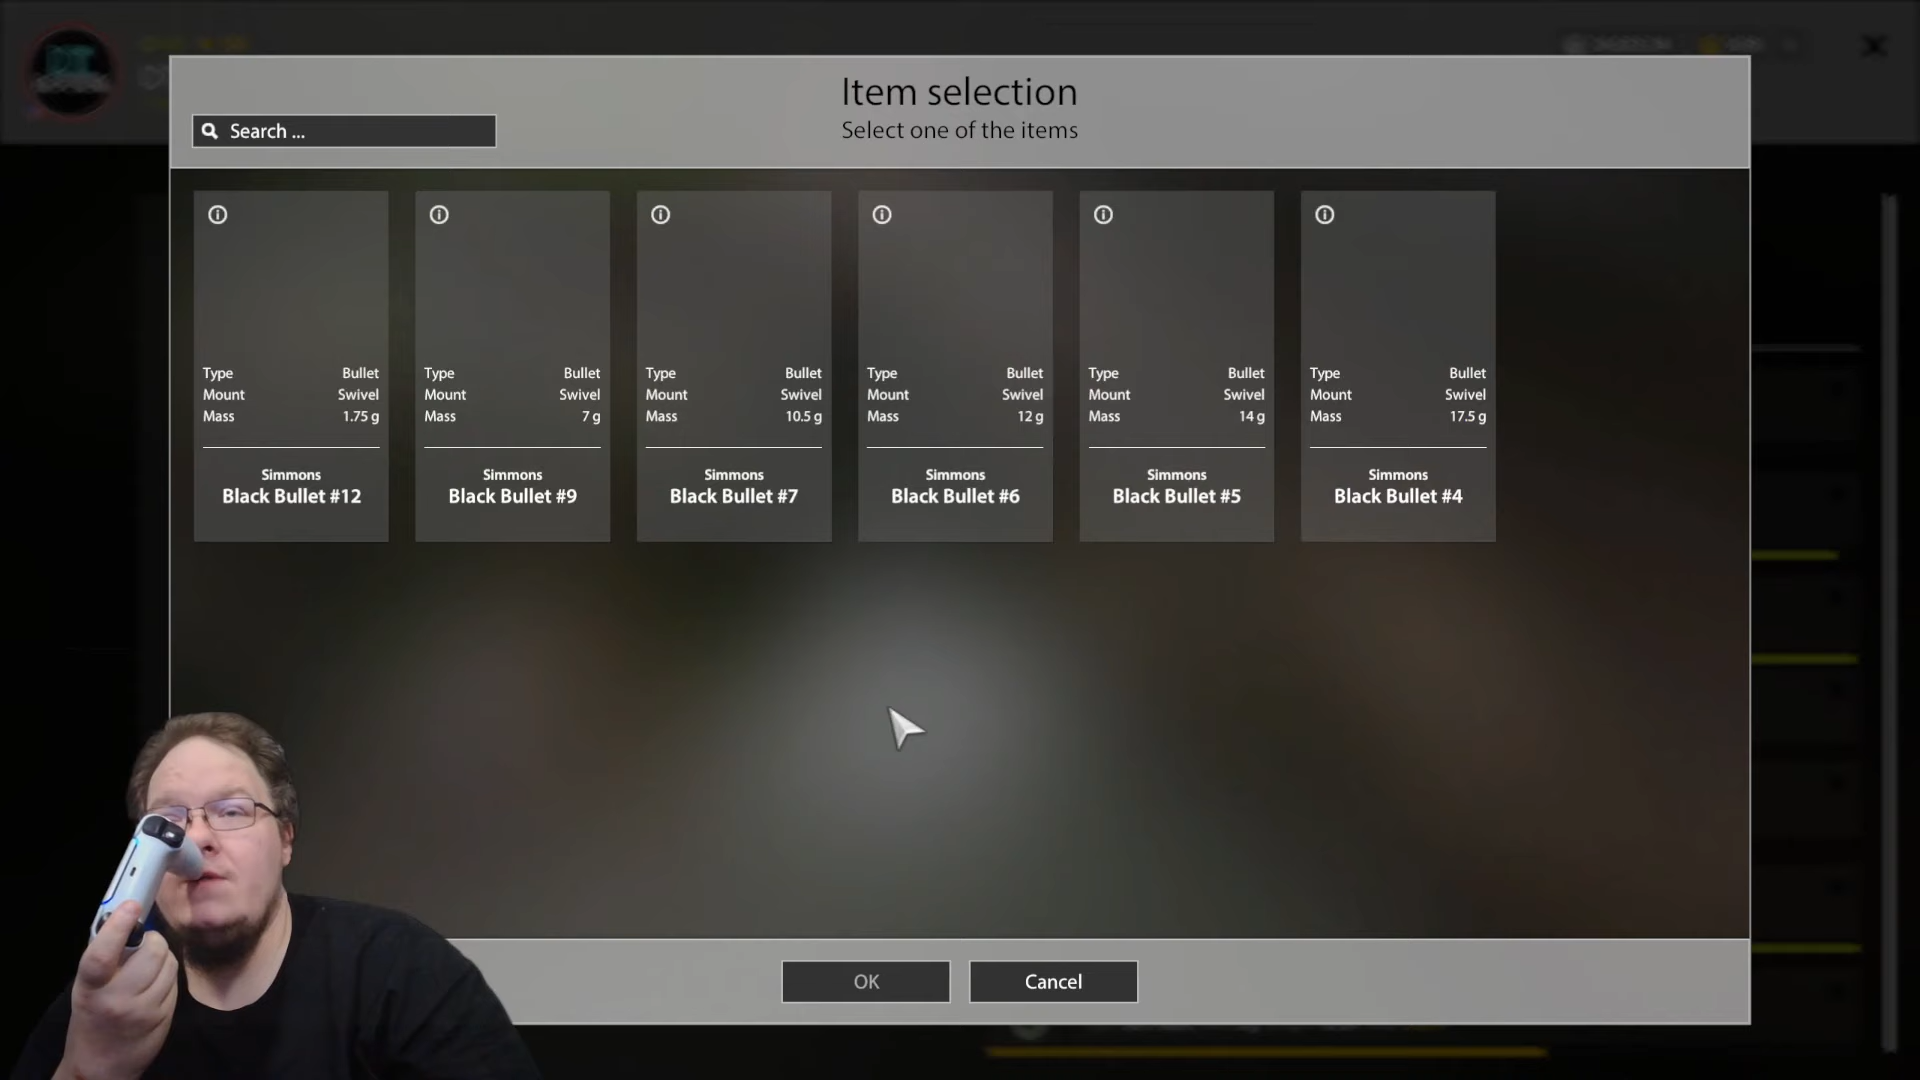 Item selection
Select one of the items
Search ...
Type Bullet
Mount Swivel
Mass 1.75 g
Simmons
Black Bullet #12
Type Bullet
Mount Swivel
Mass 7 g
Simmons
Black Bullet #9
Type Bullet
Mount Swivel
Mass 10.5 g
Simmons
Black Bullet #7
Type Bullet
Mount Swivel
Mass 12 g
Simmons
Black Bullet #6
Type Bullet
Mount Swivel
Mass 14 g
Simmons
Black Bullet #5
Type Bullet
Mount Swivel
Mass 17.5 g
Simmons
Black Bullet #4
OK
Cancel